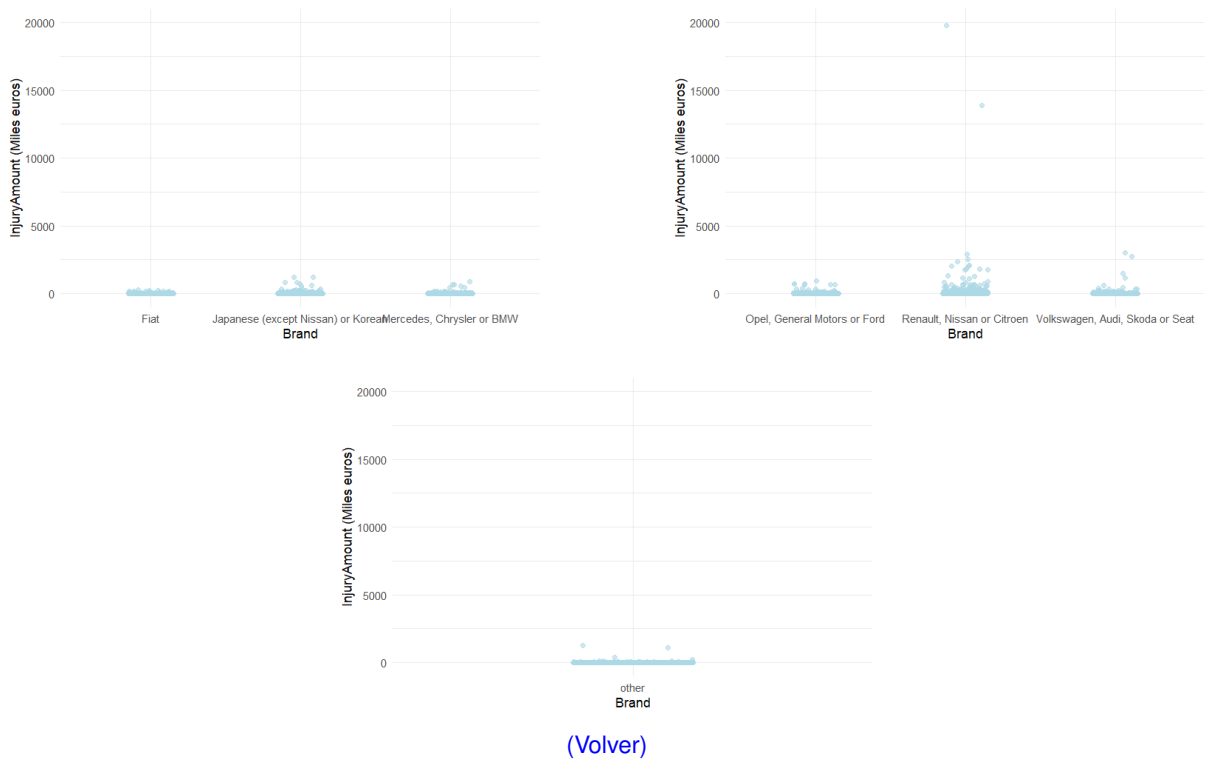 InjuryAmount (Miles euros)
20000
15000
10000
5000
0
Fiat
Japanese (except Nissan) or Korean
Mercedes, Chrysler or BMW
Brand
InjuryAmount (Miles euros)
20000
15000
10000
5000
0
Opel, General Motors or Ford
Renault, Nissan or Citroen
Volkswagen, Audi, Skoda or Seat
Brand
InjuryAmount (Miles euros)
20000
15000
10000
5000
0
other
Brand
(Volver)